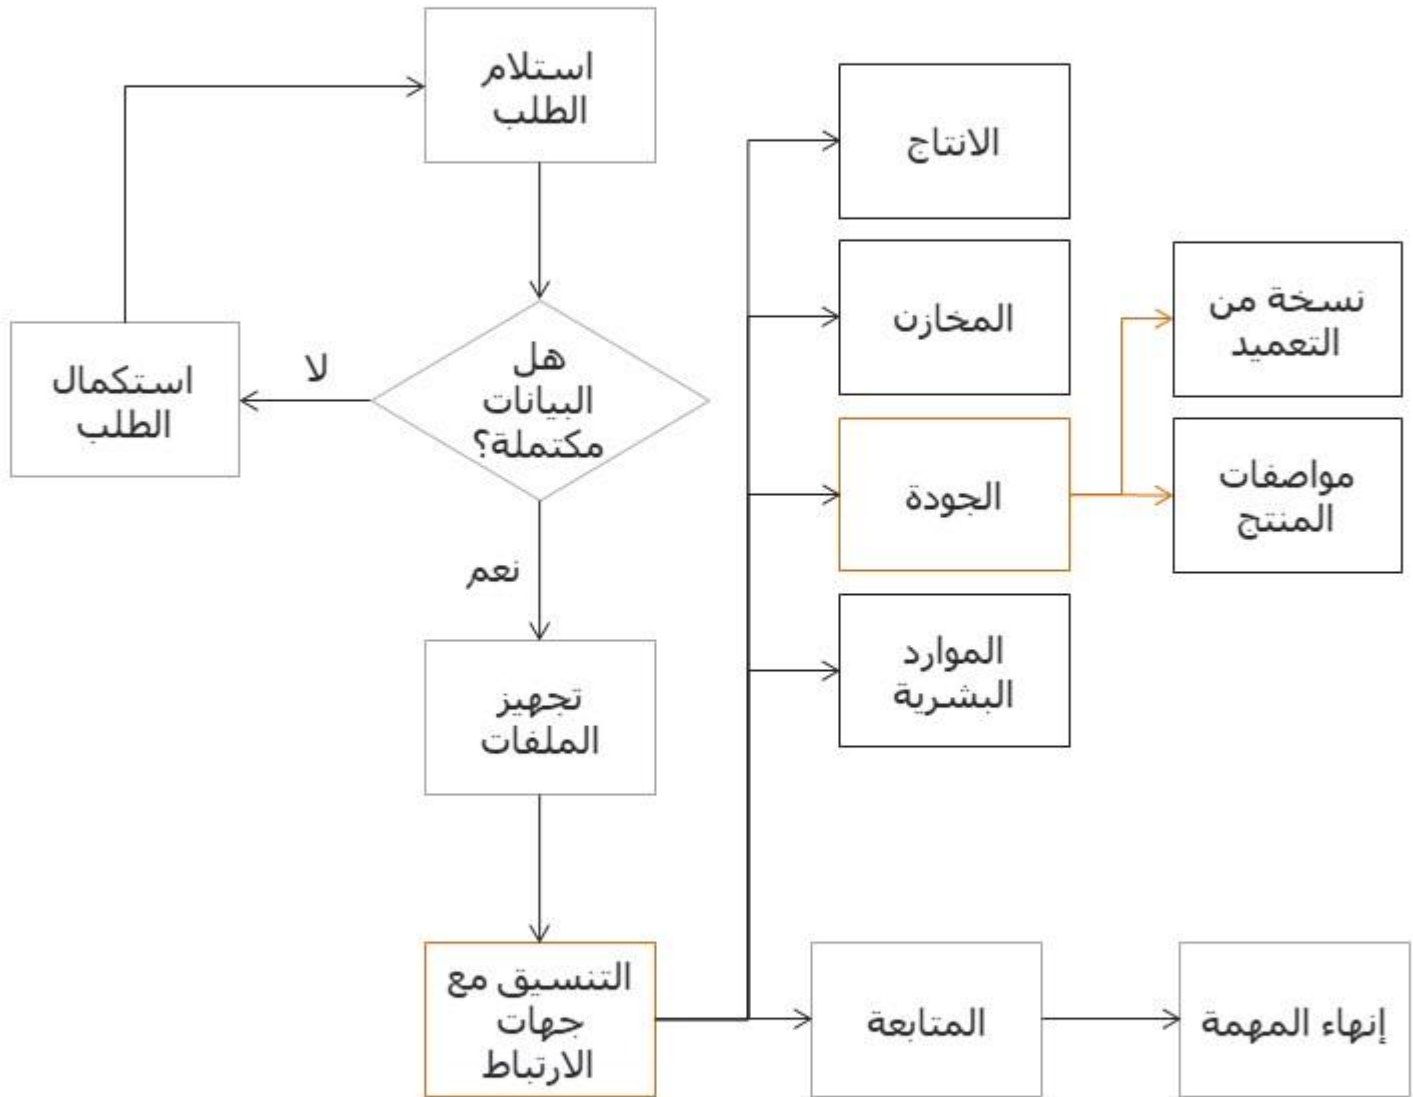 استلام
الطلب
هل
البيانات
مكتملة؟
لا
استكمال
الطلب
نعم
تجهيز
الملفات
التنسيق مع
جهات
الارتباط
الانتاج
المخازن
الجودة
الموارد
البشرية
نسخة من
التعميد
مواصفات
المنتج
المتابعة
إنهاء المهمة